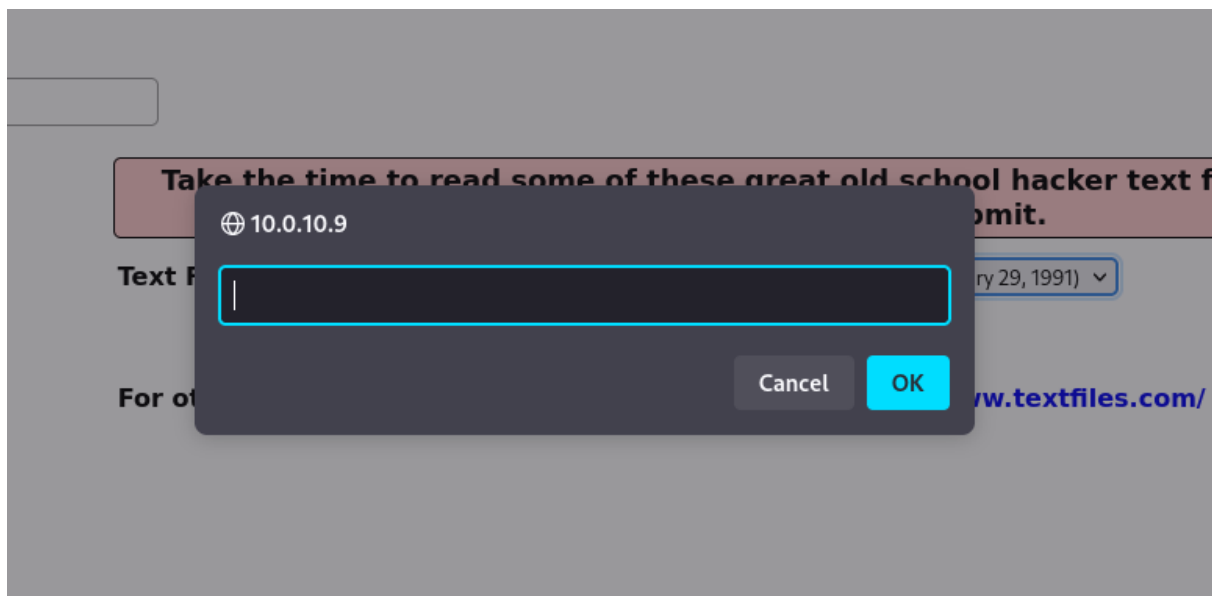 Take the time to read some of these great old school hacker text f
omit.
10.0.10.9
Text F
ry 29, 1991)
Cancel
OK
For ot
ww.textfiles.com/